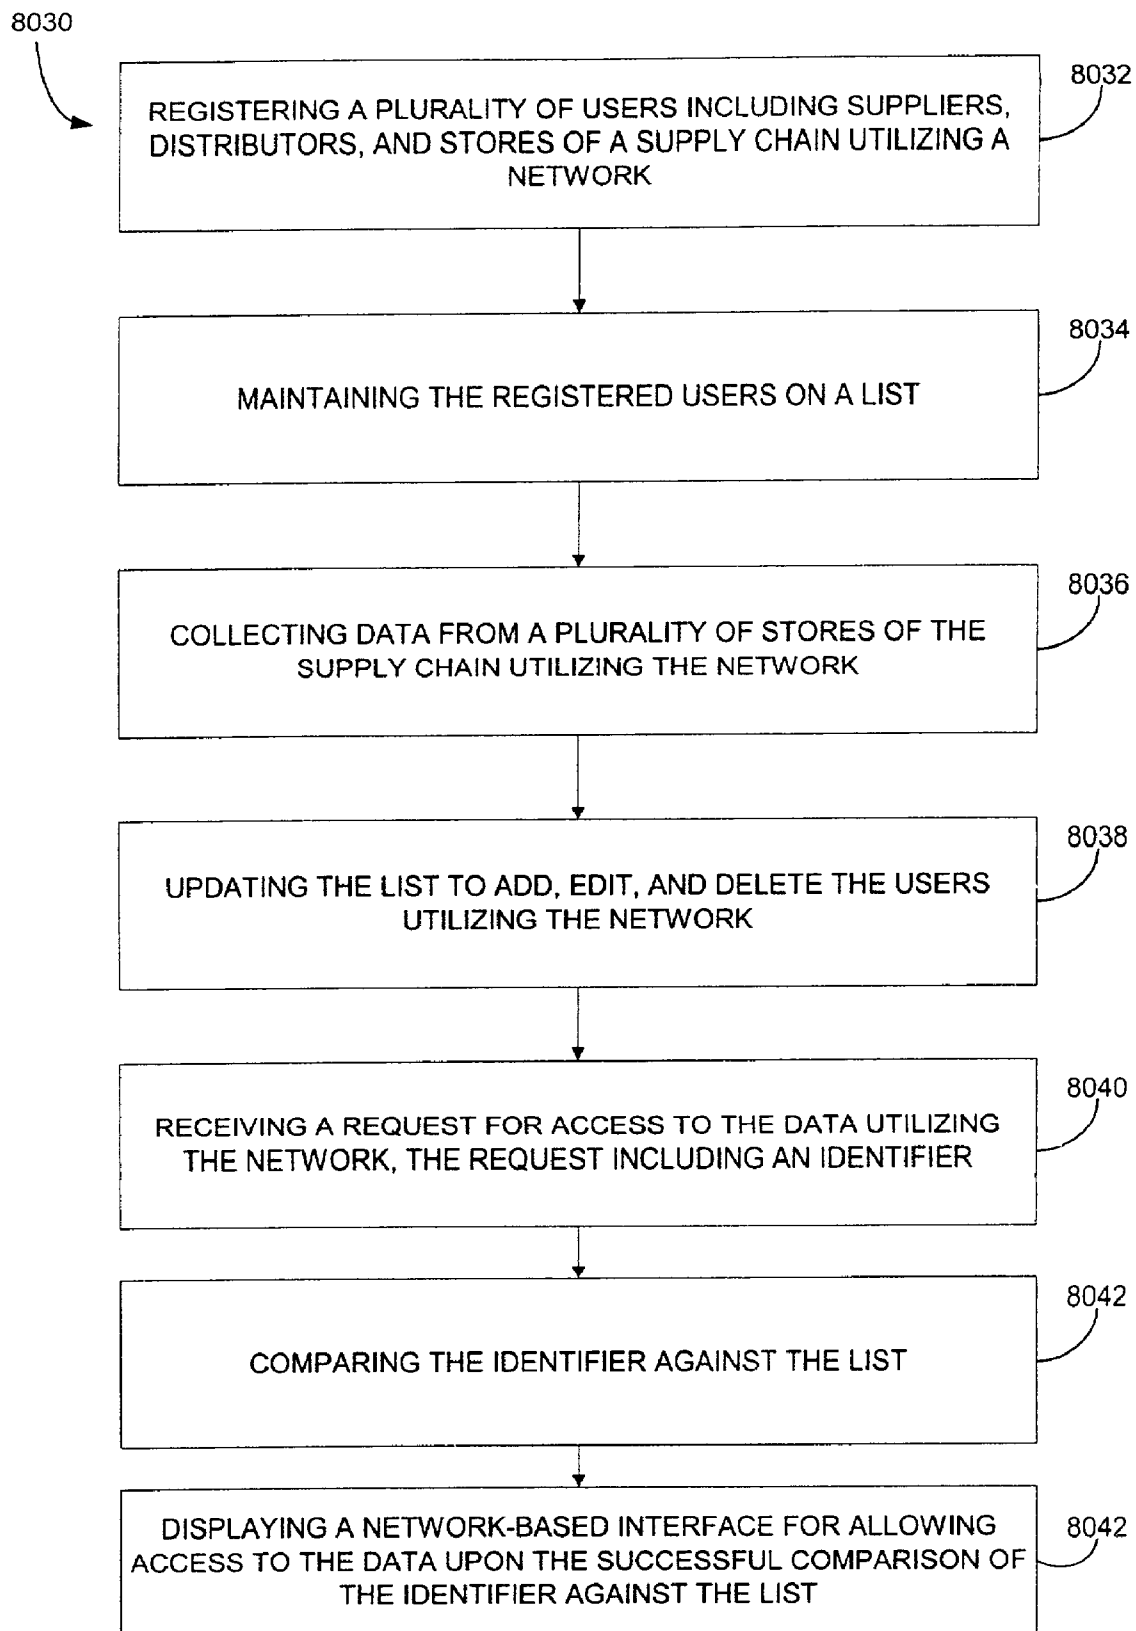 8030
8032
REGISTERING A PLURALITY OF USERS INCLUDING SUPPLIERS,
DISTRIBUTORS, AND STORES OF A SUPPLY CHAIN UTILIZING A
NETWORK
8034
MAINTAINING THE REGISTERED USERS ON A LIST
8036
COLLECTING DATA FROM A PLURALITY OF STORES OF THE
SUPPLY CHAIN UTILIZING THE NETWORK
8038
UPDATING THE LIST TO ADD, EDIT, AND DELETE THE USERS
UTILIZING THE NETWORK
8040
RECEIVING A REQUEST FOR ACCESS TO THE DATA UTILIZING
THE NETWORK, THE REQUEST INCLUDING AN IDENTIFIER
8042
COMPARING THE IDENTIFIER AGAINST THE LIST
8042
DISPLAYING A NETWORK-BASED INTERFACE FOR ALLOWING
ACCESS TO THE DATA UPON THE SUCCESSFUL COMPARISON OF
THE IDENTIFIER AGAINST THE LIST